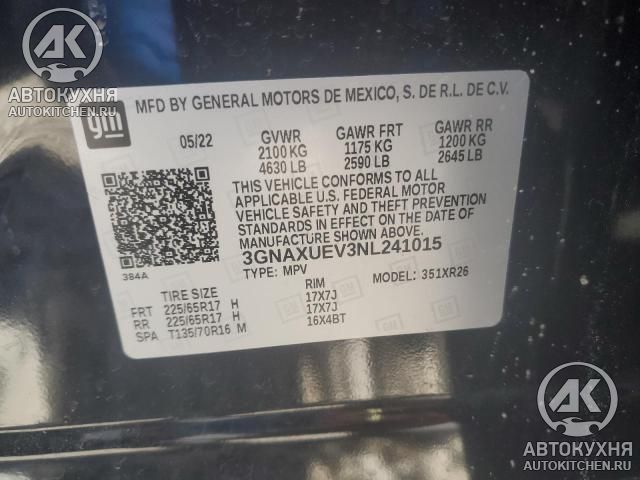 AK
АВТОКУХНЯ
AUTOKITCHEN.RU
gm
MFD BY GENERAL MOTORS DE MEXICO, S. DE R.L. DE C.V.
05/22 GVWR GAWR FRT GAWR RR
2100 KG 1175 KG 1200 KG
4630 LB 2590 LB 2645 LB
THIS VEHICLE CONFORMS TO ALL
APPLICABLE U.S. FEDERAL MOTOR
VEHICLE SAFETY AND THEFT PREVENTION
STANDARDS IN EFFECT ON THE DATE OF
MANUFACTURE SHOWN ABOVE.
3GNAXUEV3NL241015
384A
TYPE: MPV MODEL: 351XR26
TIRE SIZE RIM
FRT 225/65R17 H 17X7J
RR 225/65R17 H 17X7J
SPA T135/70R16 M 16X4BT
AK
АВТОКУХНЯ
AUTOKITCHEN.RU